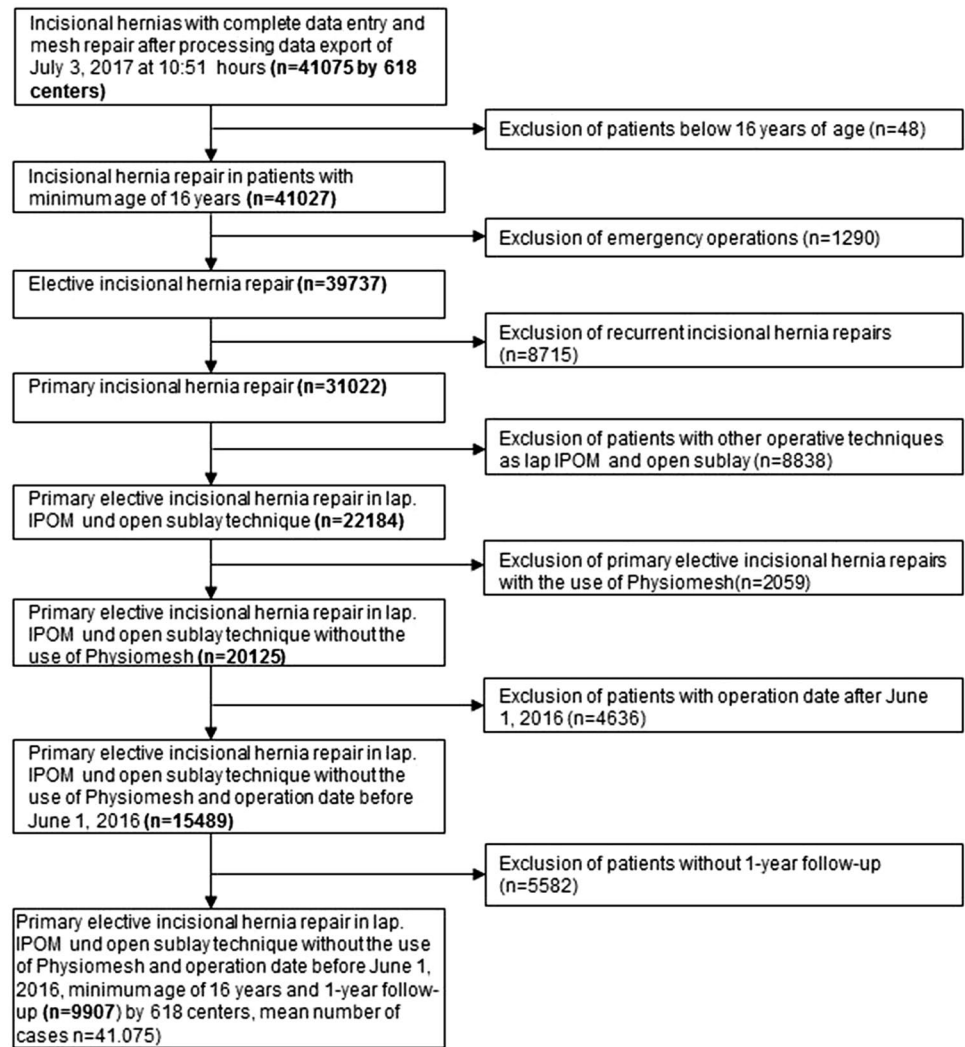 Incisional hernias with complete data entry and
mesh repair after processing data export of
July 3, 2017 at 10:51 hours (n=41075 by 618
centers)
Exclusion of patients below 16 years of age (n=48)
Incisional hernia repair in patients with
minimum age of 16 years (n=41027)
Exclusion of emergency operations (n=1290)
Elective incisional hernia repair (n=39737)
Exclusion of recurrent incisional hernia repairs
(n=8715)
Primary incisional hernia repair (n=31022)
Exclusion of patients with other operative techniques
as lap IPOM and open sublay (n=8838)
Primary elective incisional hernia repair in lap.
IPOM und open sublay technique (n=22184)
Exclusion of primary elective incisional hernia repairs
with the use of Physiomesh(n=2059)
Primary elective incisional hernia repair in lap.
IPOM und open sublay technique without the
use of Physiomesh (n=20125)
Exclusion of patients with operation date after June
1, 2016 (n=4636)
Primary elective incisional hernia repair in lap.
IPOM und open sublay technique without the
use of Physiomesh and operation date before
June 1, 2016 (n=15489)
Exclusion of patients without 1-year follow-up
(n=5582)
Primary elective incisional hernia repair in lap.
IPOM und open sublay technique without the use
of Physiomesh and operation date before June 1,
2016, minimum age of 16 years and 1-year follow-
up (n=9907) by 618 centers, mean number of
cases n=41.075)